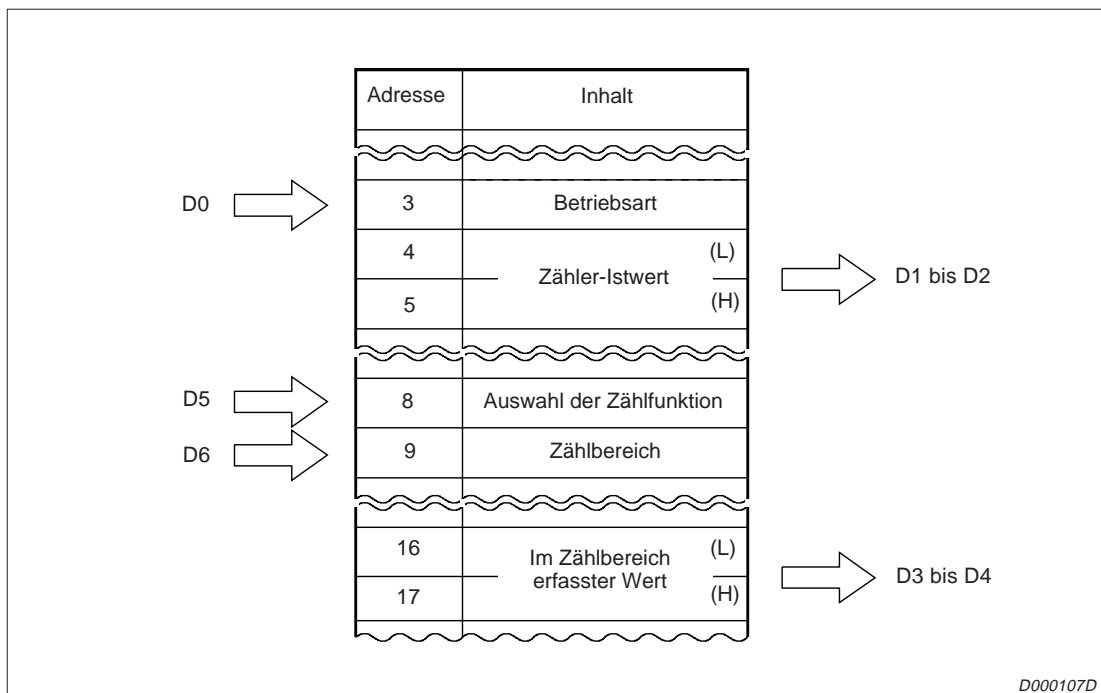 Adresse Inhalt
D0 3 Betriebsart
4 (L)
Zähler-Istwert D1 bis D2
5 (H)
D5 8 Auswahl der Zählfunktion
D6 9 Zählbereich
16 (L)
Im Zählbereich
erfasster Wert D3 bis D4
17 (H)
D000107D